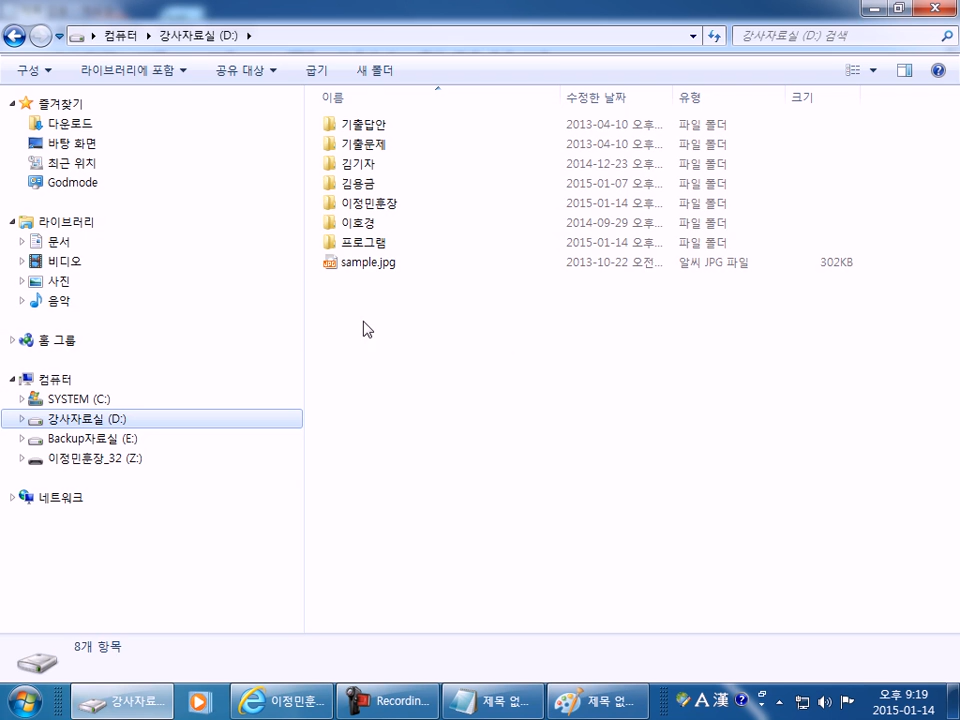 컴퓨터 강사자료실 (D:) 강사자료실 (D:) 검색
구성 라이브러리에 포함 공유 대상 굽기 새 폴더
즐겨찾기
다운로드
바탕 화면
최근 위치
Godmode
라이브러리
문서
비디오
사진
음악
홈 그룹
컴퓨터
SYSTEM (C:)
강사자료실 (D:)
Backup자료실 (E:)
이정민훈장_32 (Z:)
네트워크
이름 수정한 날짜 유형 크기
기출답안 2013-04-10 오후... 파일 폴더
기출문제 2013-04-10 오후... 파일 폴더
김기자 2014-12-23 오후... 파일 폴더
김용금 2015-01-07 오후... 파일 폴더
이정민훈장 2015-01-14 오후... 파일 폴더
이호경 2014-09-29 오후... 파일 폴더
프로그램 2015-01-14 오후... 파일 폴더
sample.jpg 2013-10-22 오전... 알씨 JPG 파일 302KB
8개 항목
강사자료... 이정민훈... Recordin... 제목 없... 제목 없... A 漢 오후 9:19
2015-01-14